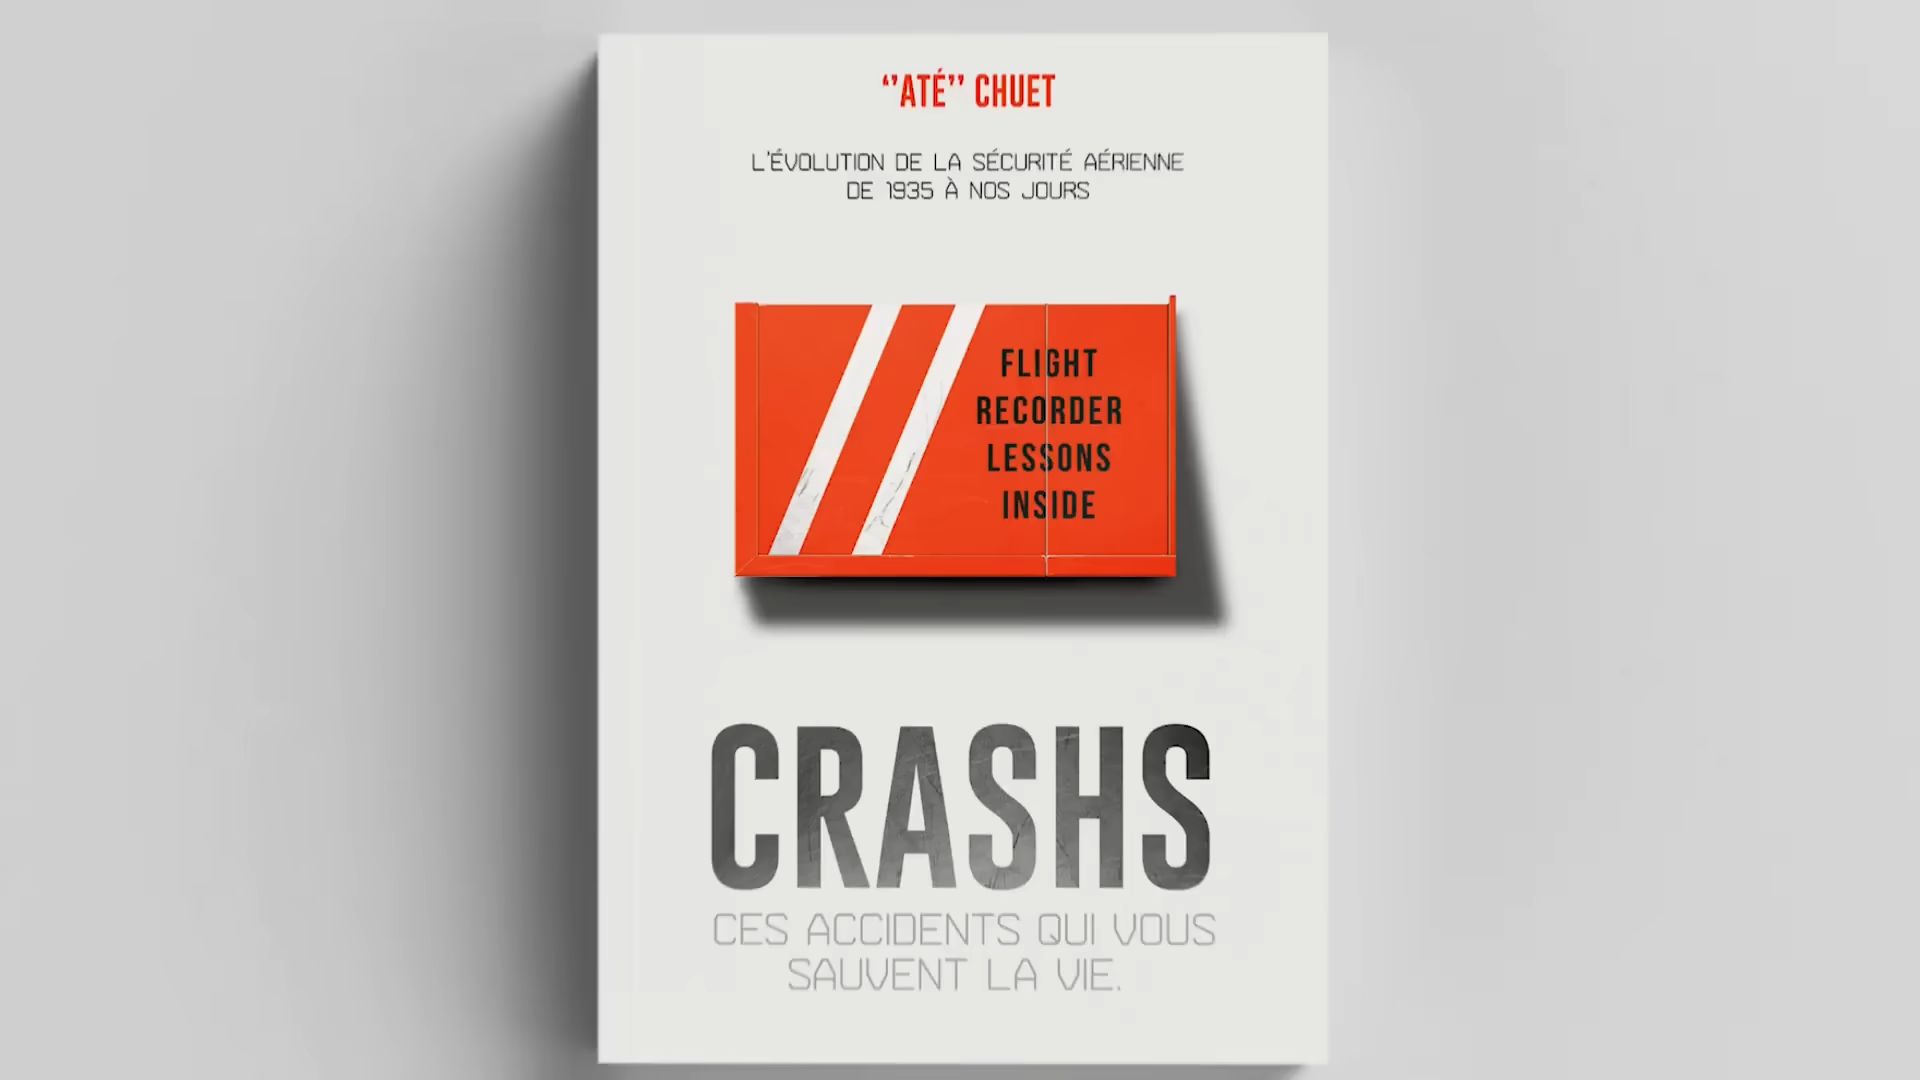 ‘’ATÉ’’ CHUET
L'ÉVOLUTION DE LA SÉCURITÉ AÉRIENNE
DE 1935 À NOS JOURS
FLIGHT
RECORDER
LESSONS
INSIDE
CRASHS
CES ACCIDENTS QUI VOUS
SAUVENT LA VIE.